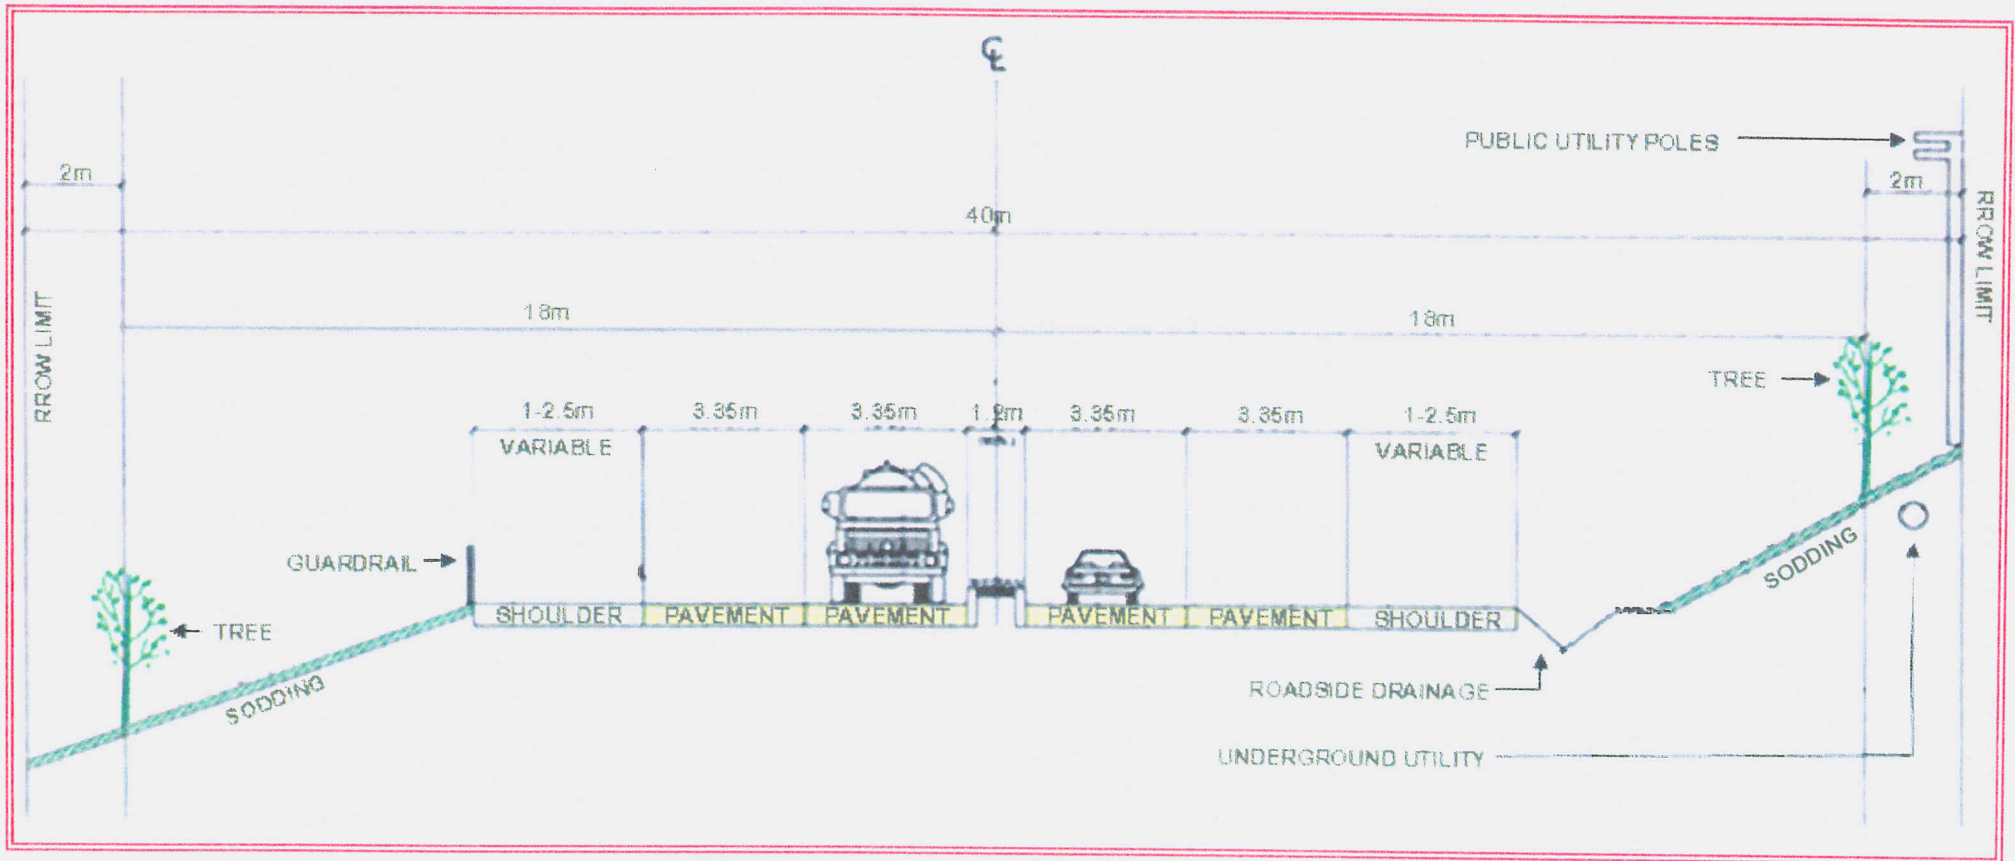 ℄
PUBLIC UTILITY POLES
2m
2m
40m
RROW LIMIT
RROW LIMIT
18m
18m
TREE
1-2.5m 3.35m 3.35m 1.2m 3.35m 3.35m 1-2.5m
VARIABLE VARIABLE
GUARDRAIL
SODDING
SHOULDER PAVEMENT PAVEMENT PAVEMENT PAVEMENT SHOULDER
TREE
SODDING
ROADSIDE DRAINAGE
UNDERGROUND UTILITY